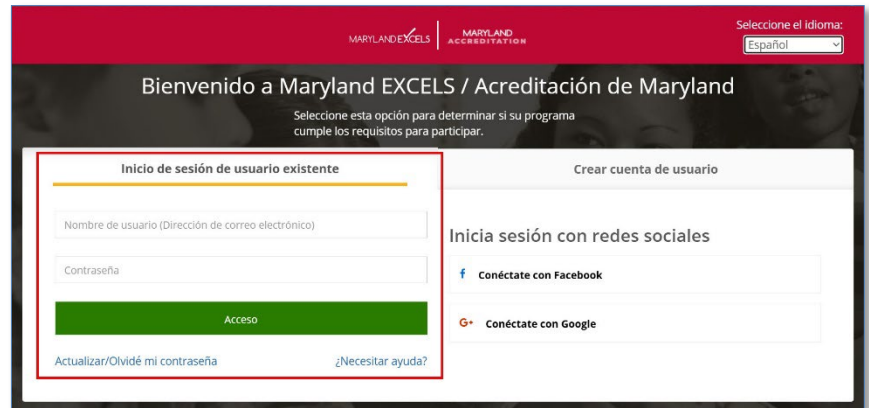 MARYLAND EXCELS
MARYLAND
ACCREDITATION
Seleccione el idioma:
Español
Bienvenido a Maryland EXCELS / Acreditación de Maryland
Seleccione esta opción para determinar si su programa
cumple los requisitos para participar.
Inicio de sesión de usuario existente
Crear cuenta de usuario
Nombre de usuario (Dirección de correo electrónico)
Contraseña
Acceso
Actualizar/Olvidé mi contraseña
¿Necesitar ayuda?
Inicia sesión con redes sociales
f Conéctate con Facebook
G+ Conéctate con Google